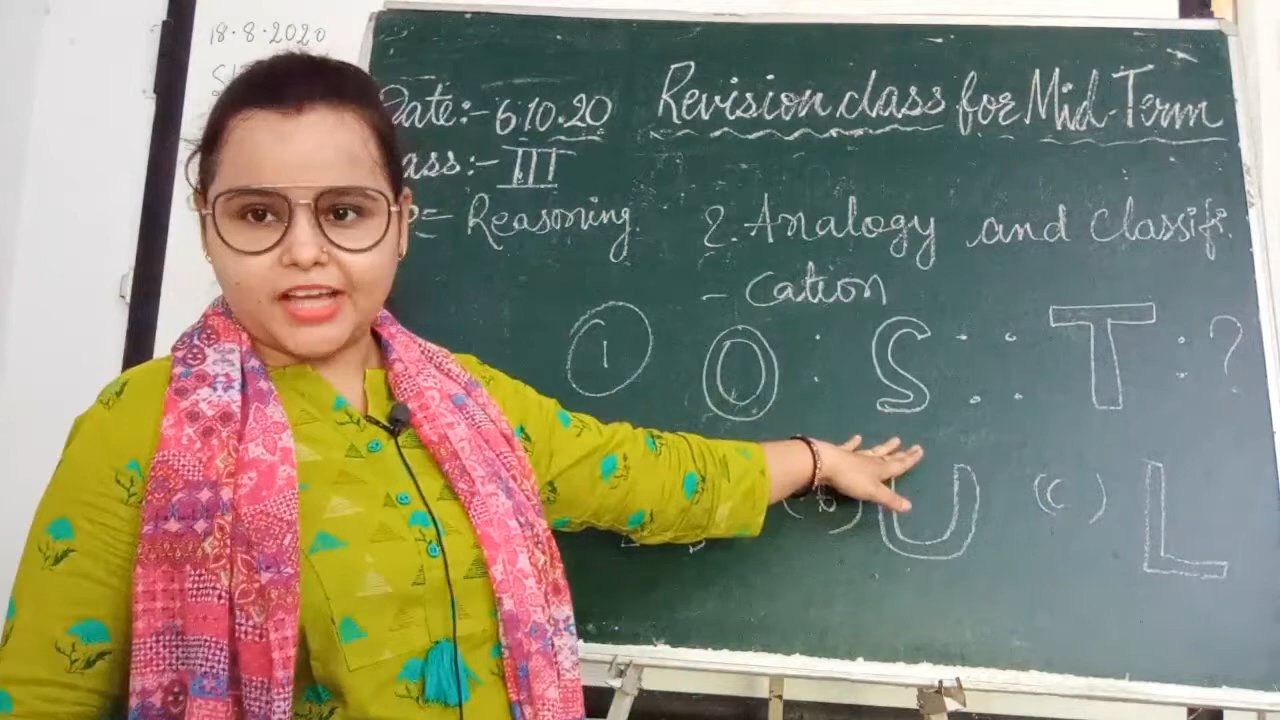 18.8.2020
Date:- 6.10.20 Revision class for Mid-Term
ass:- III
= Reasoning 2. Analogy and Classifi
- cation
1 O : S :: T : ?
(b) U (c) L